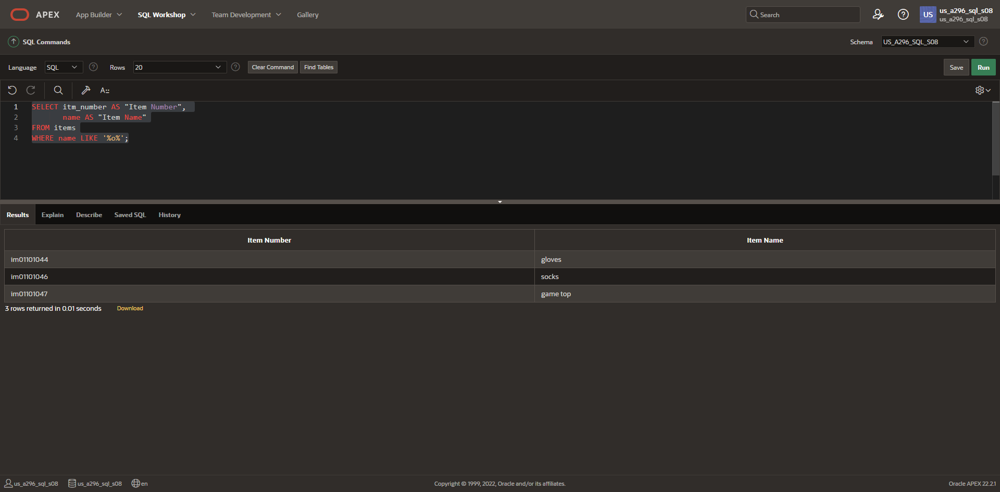 APEX App Builder SQL Workshop Team Development Gallery Search US us_a296_sql_s08
us_a296_sql_s08
SQL Commands Schema US_A296_SQL_S08
Language SQL Rows 20 Clear Command Find Tables Save Run
1 SELECT itm_number AS "Item Number",
2 name AS "Item Name"
3 FROM items
4 WHERE name LIKE '%o%';
Results Explain Describe Saved SQL History
Item Number Item Name
im01101044 gloves
im01101046 socks
im01101047 game top
3 rows returned in 0.01 seconds Download
us_a296_sql_s08 us_a296_sql_s08 en Copyright © 1999, 2022, Oracle and/or its affiliates. Oracle APEX 22.2.1